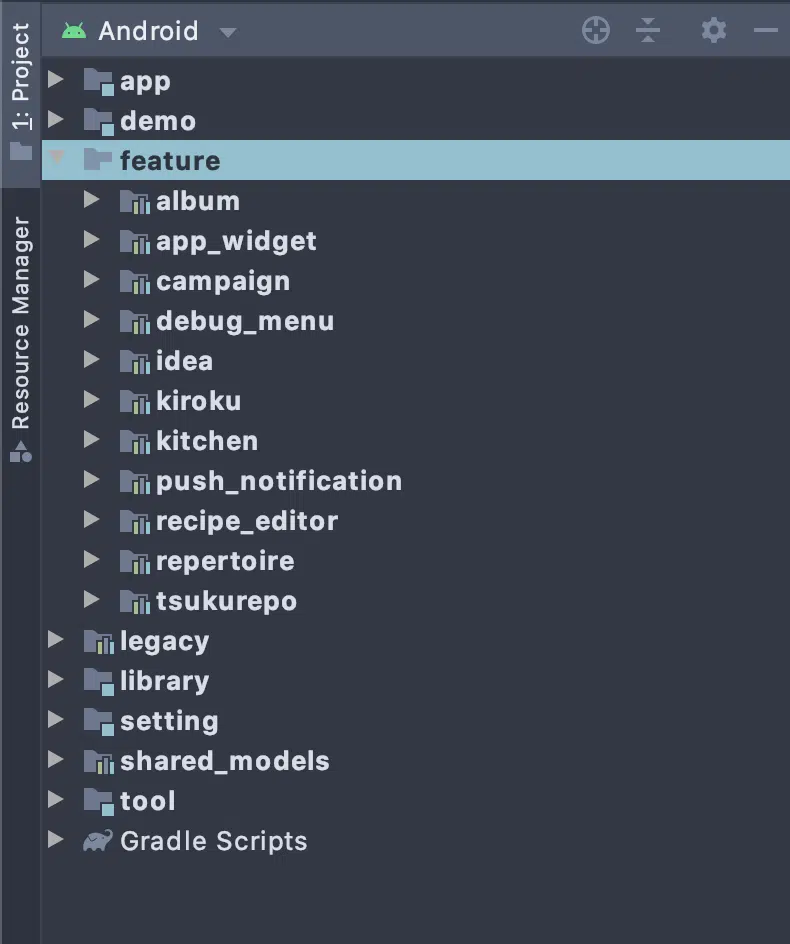 1: Project
Resource Manager
Android
app
demo
feature
album
app_widget
campaign
debug_menu
idea
kiroku
kitchen
push_notification
recipe_editor
repertoire
tsukurepo
legacy
library
setting
shared_models
tool
Gradle Scripts